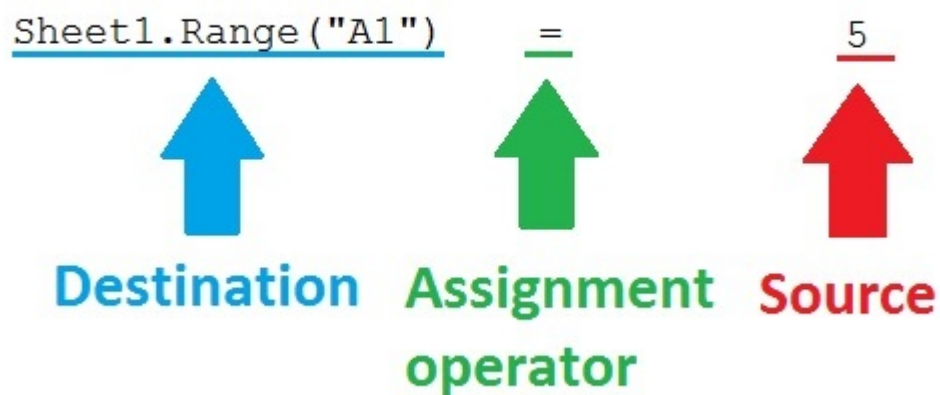 Sheet1.Range("A1") = 5
Destination Assignment operator Source